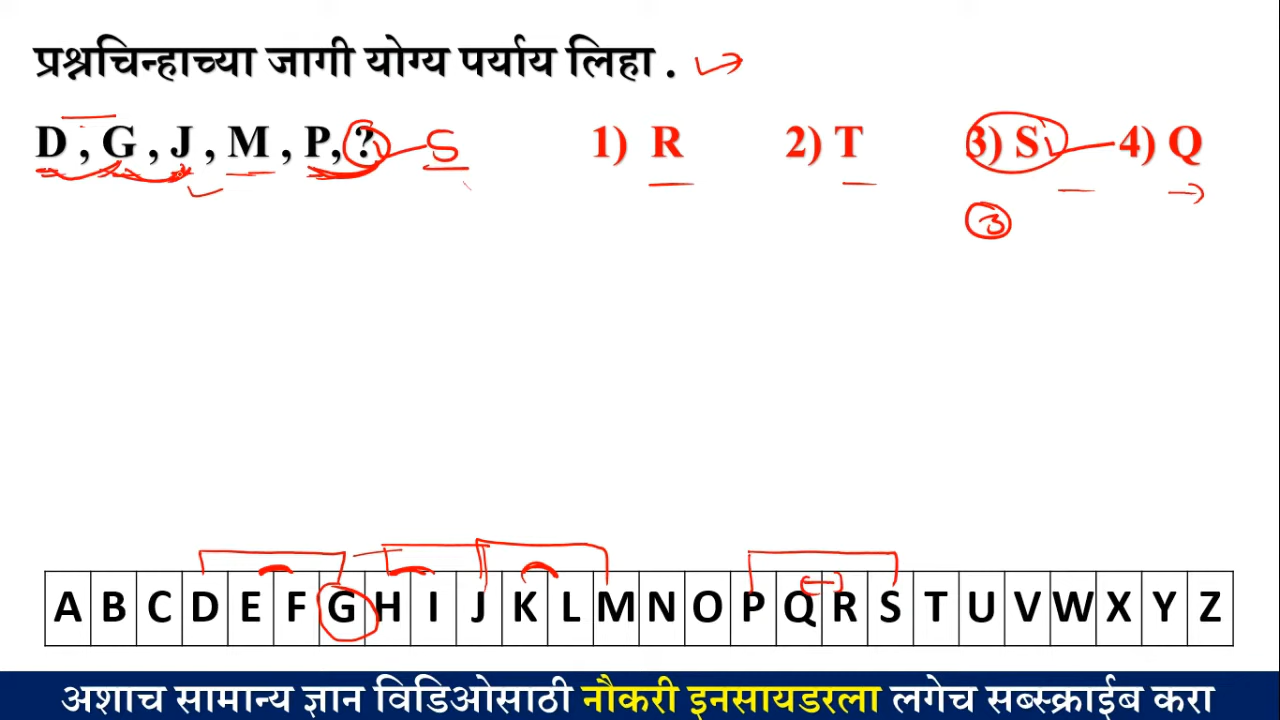 प्रश्नचिन्हाच्या जागी योग्य पर्याय लिहा .
D , G , J , M , P, ? S 1) R 2) T 3) S 4) Q
3
A B C D E F G H I J K L M N O P Q R S T U V W X Y Z
अशाच सामान्य ज्ञान विडिओसाठी नौकरी इनसायडरला लगेच सब्स्क्राईब करा